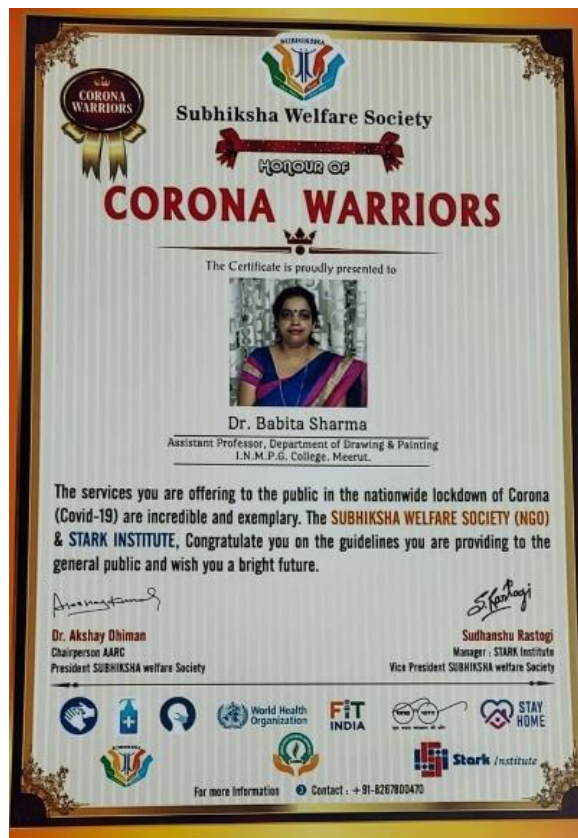 SUBHIKSHA
CORONA
WARRIORS
Subhiksha Welfare Society
HONOUR OF
CORONA WARRIORS
The Certificate is proudly presented to
Dr. Babita Sharma
Assistant Professor, Department of Drawing & Painting
I.N.M.P.G. College. Meerut.
The services you are offering to the public in the nationwide lockdown of Corona
(Covid-19) are incredible and exemplary. The SUBHIKSHA WELFARE SOCIETY (NGO)
& STARK INSTITUTE, Congratulate you on the guidelines you are providing to the
general public and wish you a bright future.
S. Rastogi
Dr. Akshay Dhiman
Chairperson AARC
President SUBHIKSHA welfare Society
Sudhanshu Rastogi
Manager : STARK Institute
Vice President SUBHIKSHA welfare Society
World Health
Organization
FIT
INDIA
STAY
HOME
SUBHIKSHA
Stark Institute
For more Information Contact : +91-8267800470